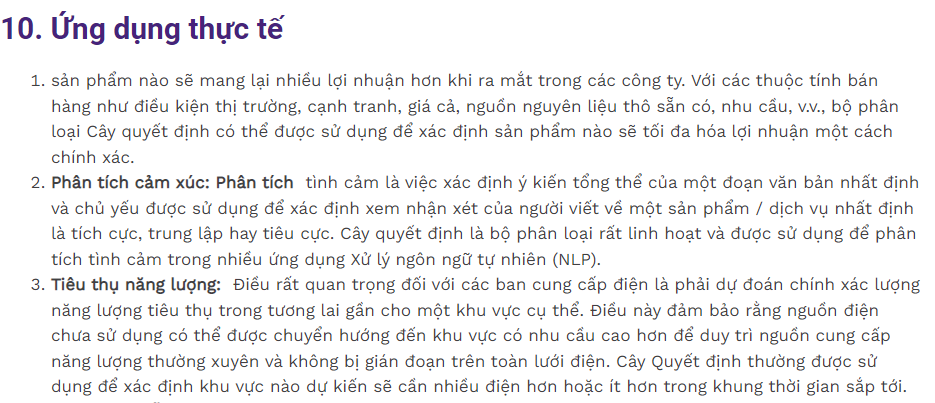 10. Ứng dụng thực tế
1. sản phẩm nào sẽ mang lại nhiều lợi nhuận hơn khi ra mắt trong các công ty. Với các thuộc tính bán
hàng như điều kiện thị trường, cạnh tranh, giá cả, nguồn nguyên liệu thô sẵn có, nhu cầu, v.v., bộ phân
loại Cây quyết định có thể được sử dụng để xác định sản phẩm nào sẽ tối đa hóa lợi nhuận một cách
chính xác.
2. Phân tích cảm xúc: Phân tích tình cảm là việc xác định ý kiến tổng thể của một đoạn văn bản nhất định
và chủ yếu được sử dụng để xác định xem nhận xét của người viết về một sản phẩm / dịch vụ nhất định
là tích cực, trung lập hay tiêu cực. Cây quyết định là bộ phân loại rất linh hoạt và được sử dụng để phân
tích tình cảm trong nhiều ứng dụng Xử lý ngôn ngữ tự nhiên (NLP).
3. Tiêu thụ năng lượng: Điều rất quan trọng đối với các ban cung cấp điện là phải dự đoán chính xác lượng
năng lượng tiêu thụ trong tương lai gần cho một khu vực cụ thể. Điều này đảm bảo rằng nguồn điện
chưa sử dụng có thể được chuyển hướng đến khu vực có nhu cầu cao hơn để duy trì nguồn cung cấp
năng lượng thường xuyên và không bị gián đoạn trên toàn lưới điện. Cây Quyết định thường được sử
dụng để xác định khu vực nào dự kiến sẽ cần nhiều điện hơn hoặc ít hơn trong khung thời gian sắp tới.